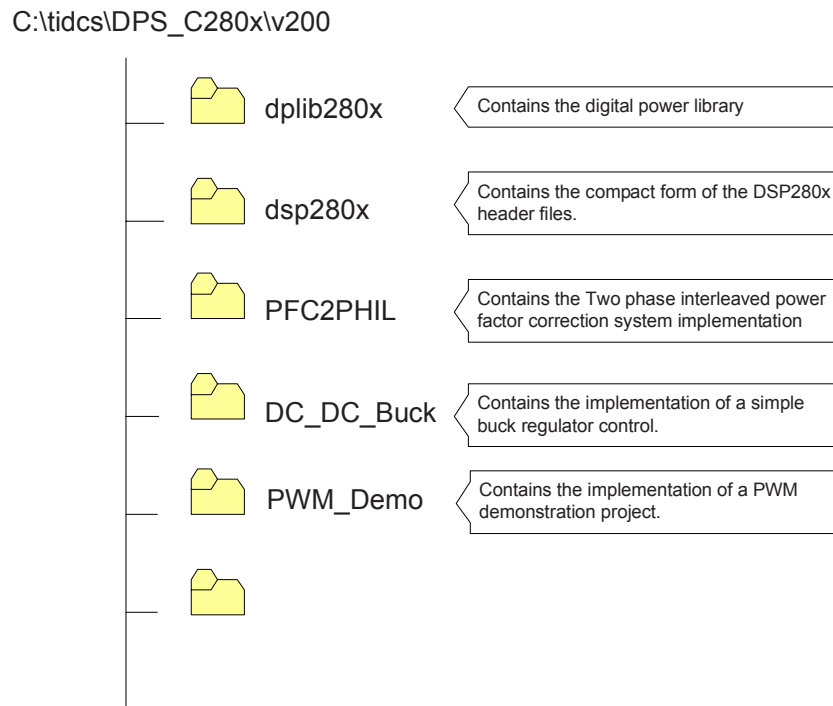 C:\tidcs\DPS_C280x\v200
dplib280x
Contains the digital power library
dsp280x
Contains the compact form of the DSP280x
header files.
PFC2PHIL
Contains the Two phase interleaved power
factor correction system implementation
DC_DC_Buck
Contains the implementation of a simple
buck regulator control.
PWM_Demo
Contains the implementation of a PWM
demonstration project.